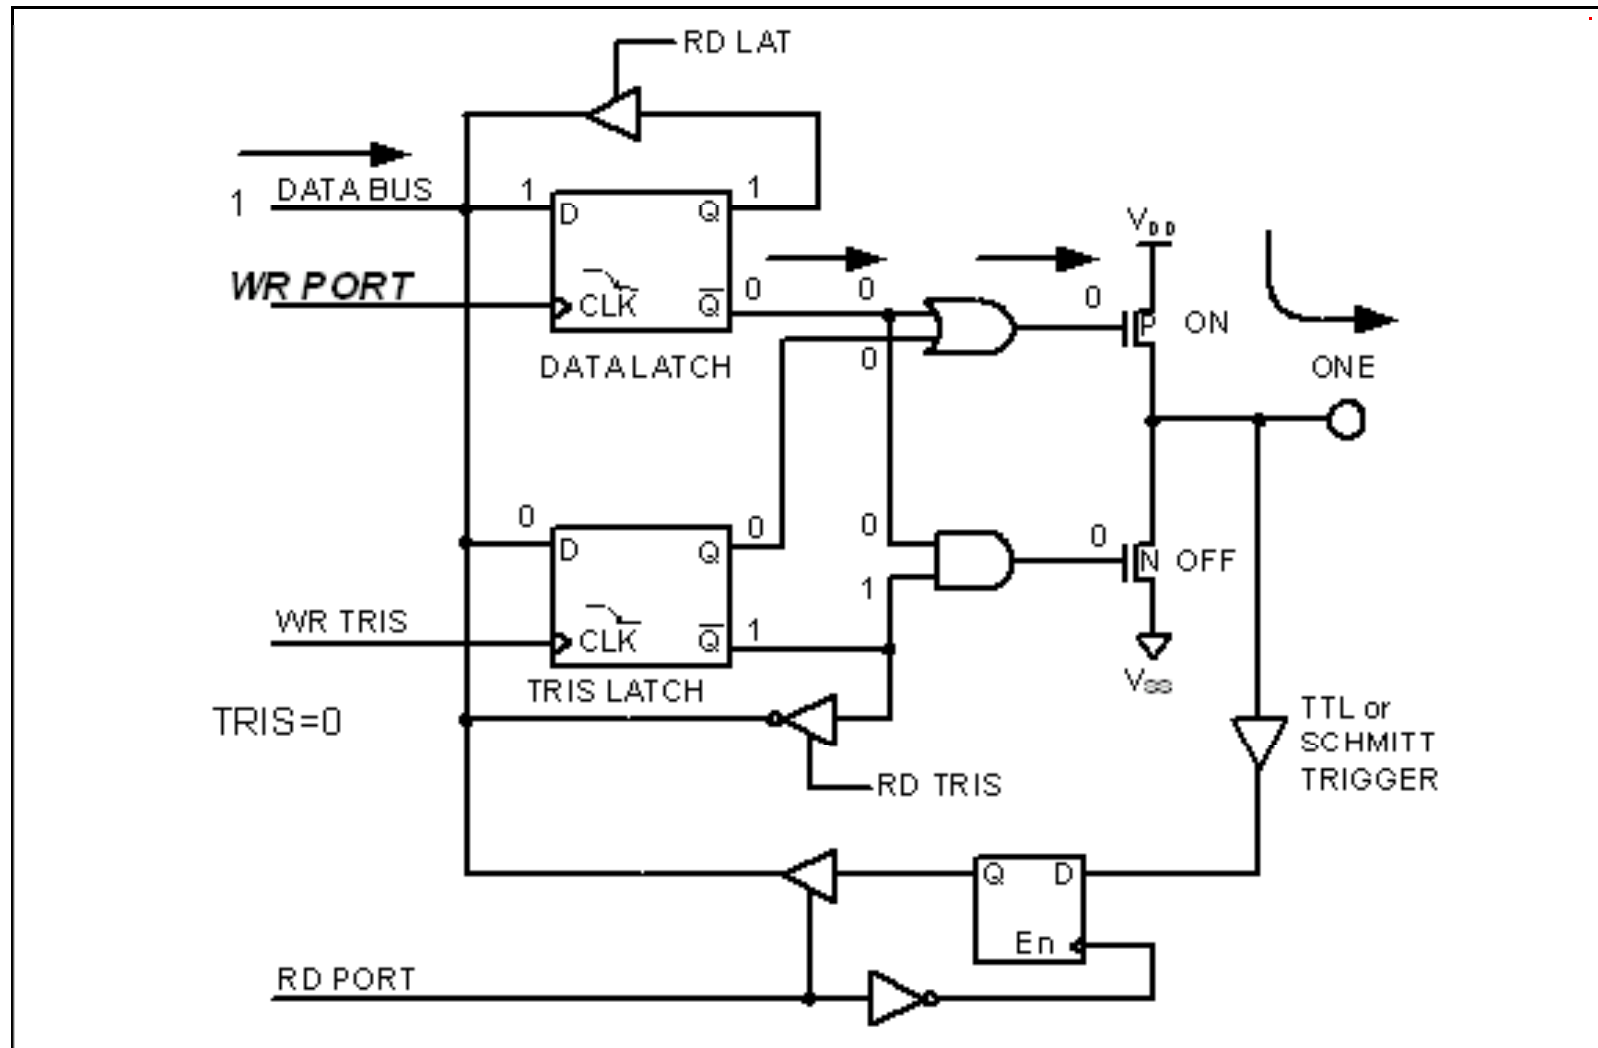 RD LAT
1
DATA BUS
1
D
Q
1
WR PORT
CLK
Q
0
0
0
DATA LATCH
VDD
0
P
ON
ONE
0
D
Q
0
0
1
0
N
OFF
WR TRIS
CLK
Q
1
TRIS LATCH
VSS
TRIS=0
RD TRIS
TTL or
SCHMITT
TRIGGER
Q
D
En
RD PORT